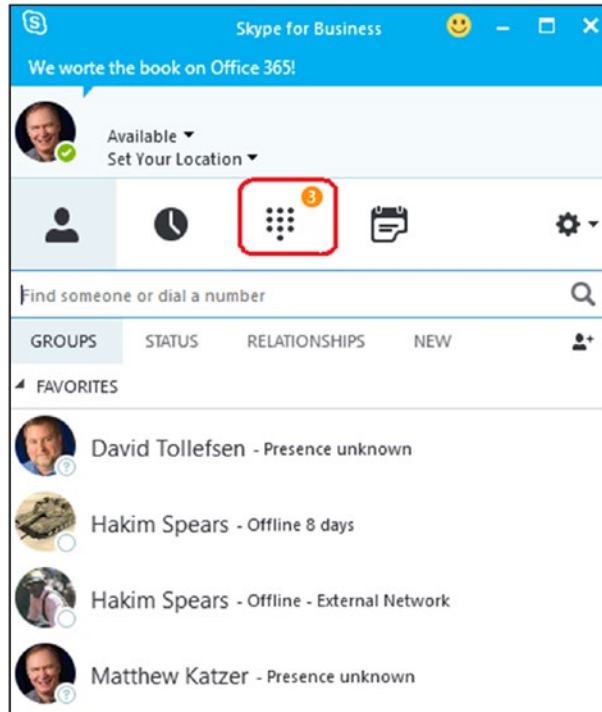 Skype for Business
We worte the book on Office 365!
Available
Set Your Location
3
Find someone or dial a number
GROUPS STATUS RELATIONSHIPS NEW
FAVORITES
David Tollefsen - Presence unknown
Hakim Spears - Offline 8 days
Hakim Spears - Offline - External Network
Matthew Katzer - Presence unknown